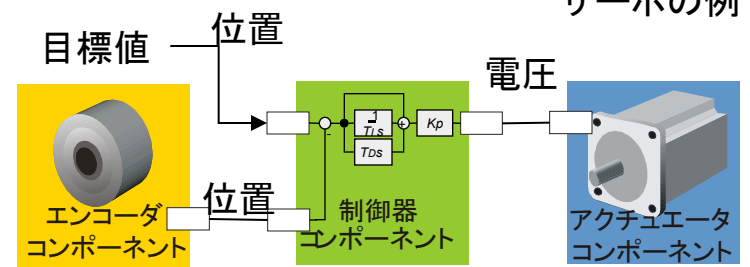 サーボの例
位置
目標値
電圧
1
TI.s
Kp
-
TDs
位置
エンコーダ
コンポーネント
制御器
コンポーネント
アクチュエータ
コンポーネント